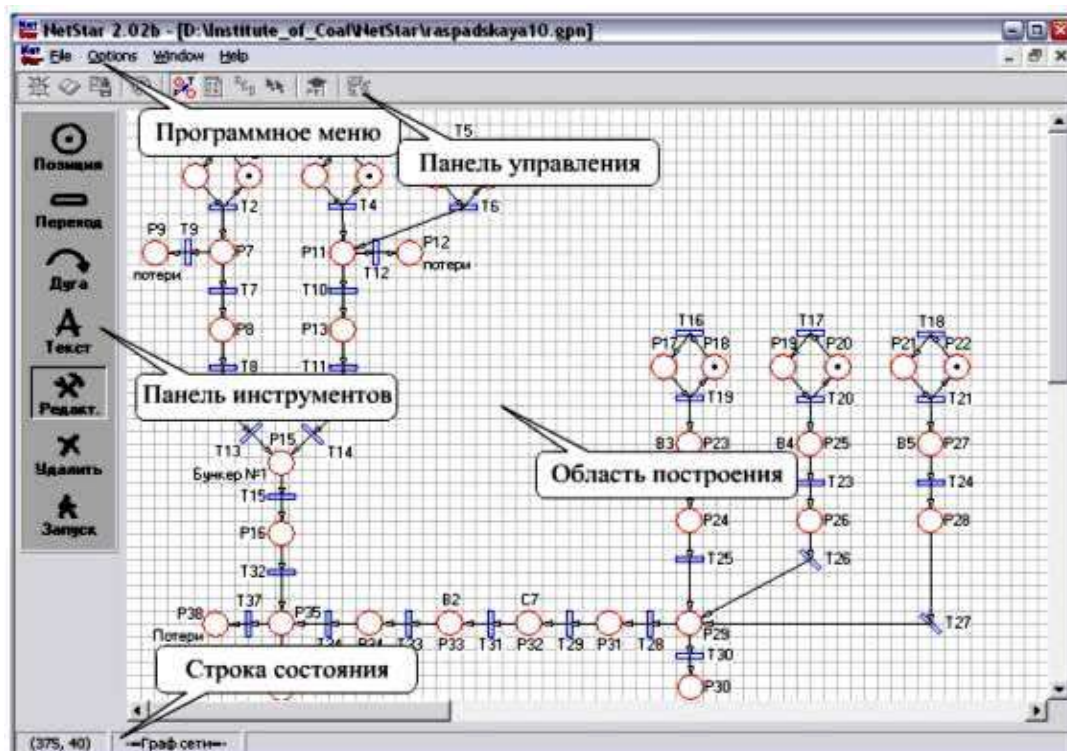 NetStar 2.02b - [D:\Institute_of_Coal\NetStar\raspadskaya10.gpn]
File Options Window Help
Программное меню
Панель управления
T5
Позиция
Переход
Дуга
Текст
Редакт.
Удалить
Запуск
T2 T4 T6
P9 T9 P7 P11 T12 P12
потери потери
T7 T10
P8 P13
T8 T11
Панель инструментов
T13 P15 T14
Бункер №1
T15
P16
T32
T16 T17 T18
P17 P18 P19 P20 P21 P22
T19 T20 T21
B3 P23 B4 P25 B5 P27
Область построения
T23 T24
P24 P26 P28
T25 T26
T27
P38 T37 P35 B2 C7
Потери T34 P34 T33 P33 T31 P32 T29 P31 T28 P29
T30
P30
Строка состояния
(375, 40) -=Граф сети=-